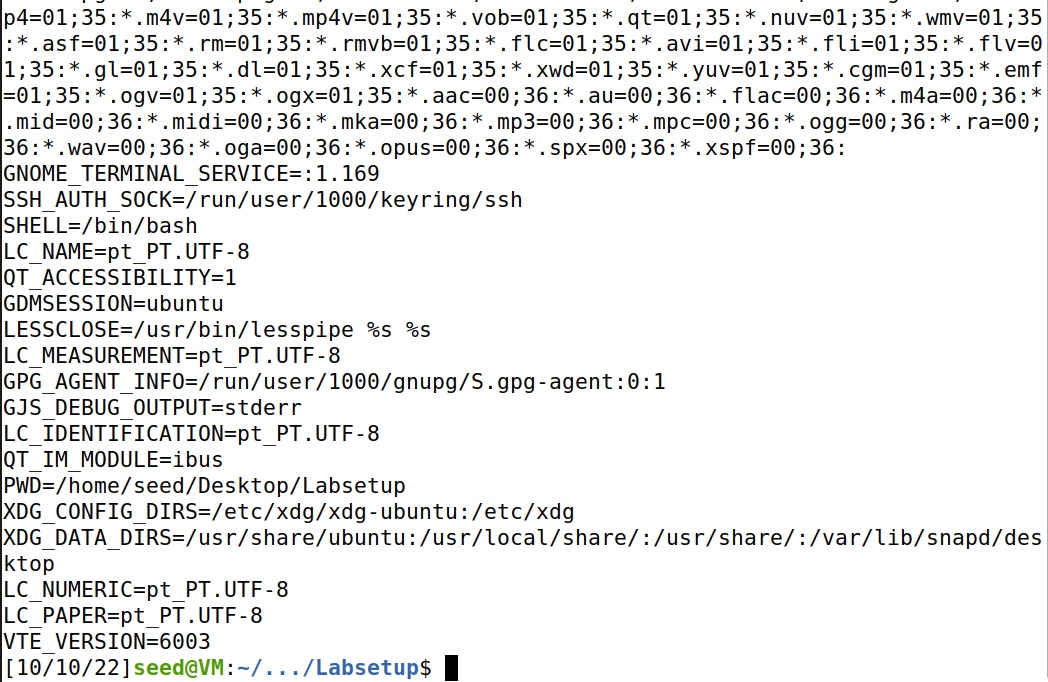 p4=01;35:*.m4v=01;35:*.mp4v=01;35:*.vob=01;35:*.qt=01;35:*.nuv=01;35:*.wmv=01;35
:*.asf=01;35:*.rm=01;35:*.rmvb=01;35:*.flc=01;35:*.avi=01;35:*.fli=01;35:*.flv=0
1;35:*.gl=01;35:*.dl=01;35:*.xcf=01;35:*.xwd=01;35:*.yuv=01;35:*.cgm=01;35:*.emf
=01;35:*.ogv=01;35:*.ogx=01;35:*.aac=00;36:*.au=00;36:*.flac=00;36:*.m4a=00;36:*
.mid=00;36:*.midi=00;36:*.mka=00;36:*.mp3=00;36:*.mpc=00;36:*.ogg=00;36:*.ra=00;
36:*.wav=00;36:*.oga=00;36:*.opus=00;36:*.spx=00;36:*.xspf=00;36:
GNOME_TERMINAL_SERVICE=:1.169
SSH_AUTH_SOCK=/run/user/1000/keyring/ssh
SHELL=/bin/bash
LC_NAME=pt_PT.UTF-8
QT_ACCESSIBILITY=1
GDMSESSION=ubuntu
LESSCLOSE=/usr/bin/lesspipe %s %s
LC_MEASUREMENT=pt_PT.UTF-8
GPG_AGENT_INFO=/run/user/1000/gnupg/S.gpg-agent:0:1
GJS_DEBUG_OUTPUT=stderr
LC_IDENTIFICATION=pt_PT.UTF-8
QT_IM_MODULE=ibus
PWD=/home/seed/Desktop/Labsetup
XDG_CONFIG_DIRS=/etc/xdg/xdg-ubuntu:/etc/xdg
XDG_DATA_DIRS=/usr/share/ubuntu:/usr/local/share/:/usr/share/:/var/lib/snapd/des
ktop
LC_NUMERIC=pt_PT.UTF-8
LC_PAPER=pt_PT.UTF-8
VTE_VERSION=6003
[10/10/22]seed@VM:~/.../Labsetup$